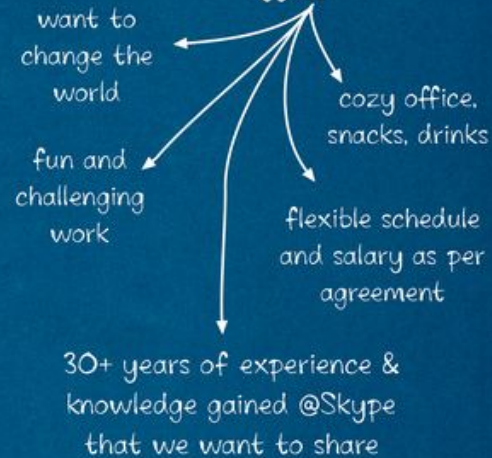 want to
change the
world
cozy office,
snacks, drinks
fun and
challenging
work
flexible schedule
and salary as per
agreement
30+ years of experience &
knowledge gained @Skype
that we want to share